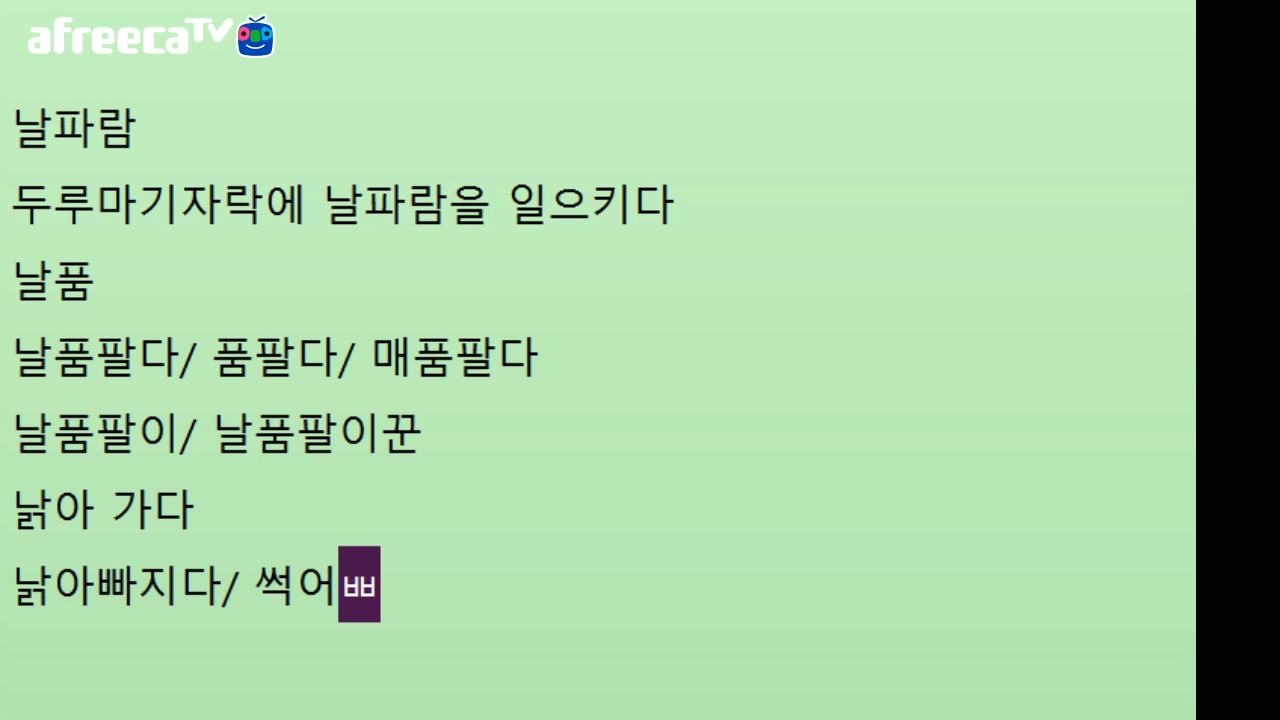 afreecaTV
날파람
두루마기자락에 날파람을 일으키다
날품
날품팔다/ 품팔다/ 매품팔다
날품팔이/ 날품팔이꾼
낡아 가다
낡아빠지다/ 썩어ㅃ